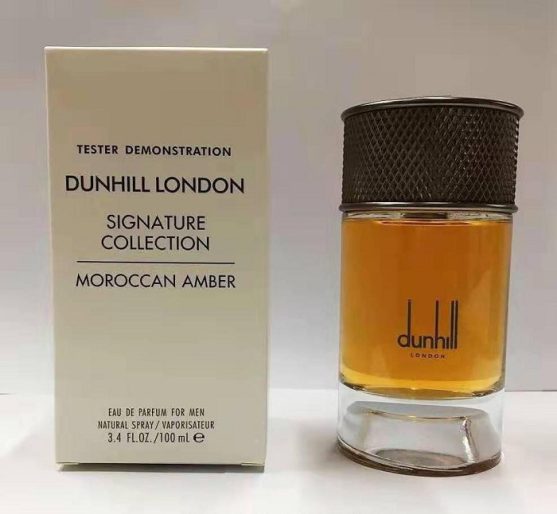 TESTER DEMONSTRATION
DUNHILL LONDON
SIGNATURE
COLLECTION
MOROCCAN AMBER
EAU DE PARFUM FOR MEN
NATURAL SPRAY/VAPORISATEUR
3.4 FL.OZ./100 mL ℮
dunhill
LONDON